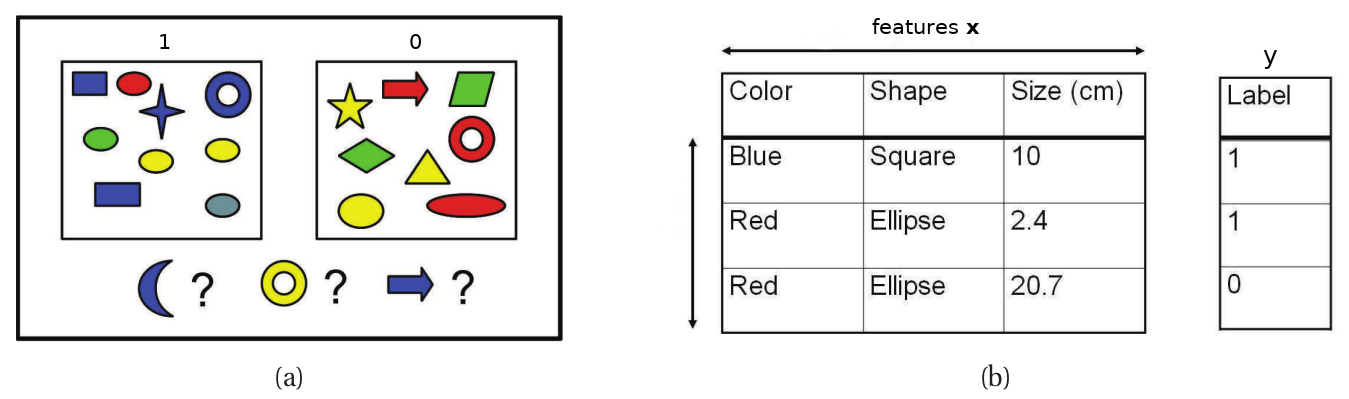 1 0
? ? ?
(a)
features x
Color Shape Size (cm)
Blue Square 10
Red Ellipse 2.4
Red Ellipse 20.7
y
Label
1
1
0
(b)